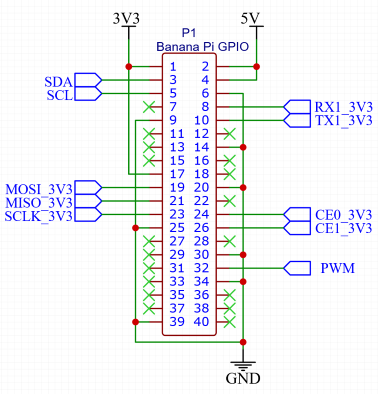 3V3 5V
P1
Banana Pi GPIO
1 2
SDA 3 4
SCL 5 6
7 8 RX1_3V3
9 10 TX1_3V3
11 12
13 14
15 16
17 18
MOSI_3V3 19 20
MISO_3V3 21 22
SCLK_3V3 23 24 CE0_3V3
25 26 CE1_3V3
27 28
29 30
31 32 PWM
33 34
35 36
37 38
39 40
GND